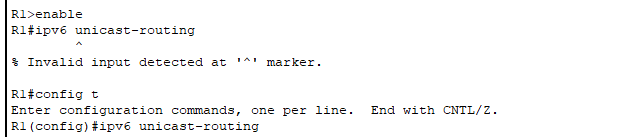 R1>enable
R1#ipv6 unicast-routing
        ^
% Invalid input detected at '^' marker.

R1#config t
Enter configuration commands, one per line.  End with CNTL/Z.
R1(config)#ipv6 unicast-routing